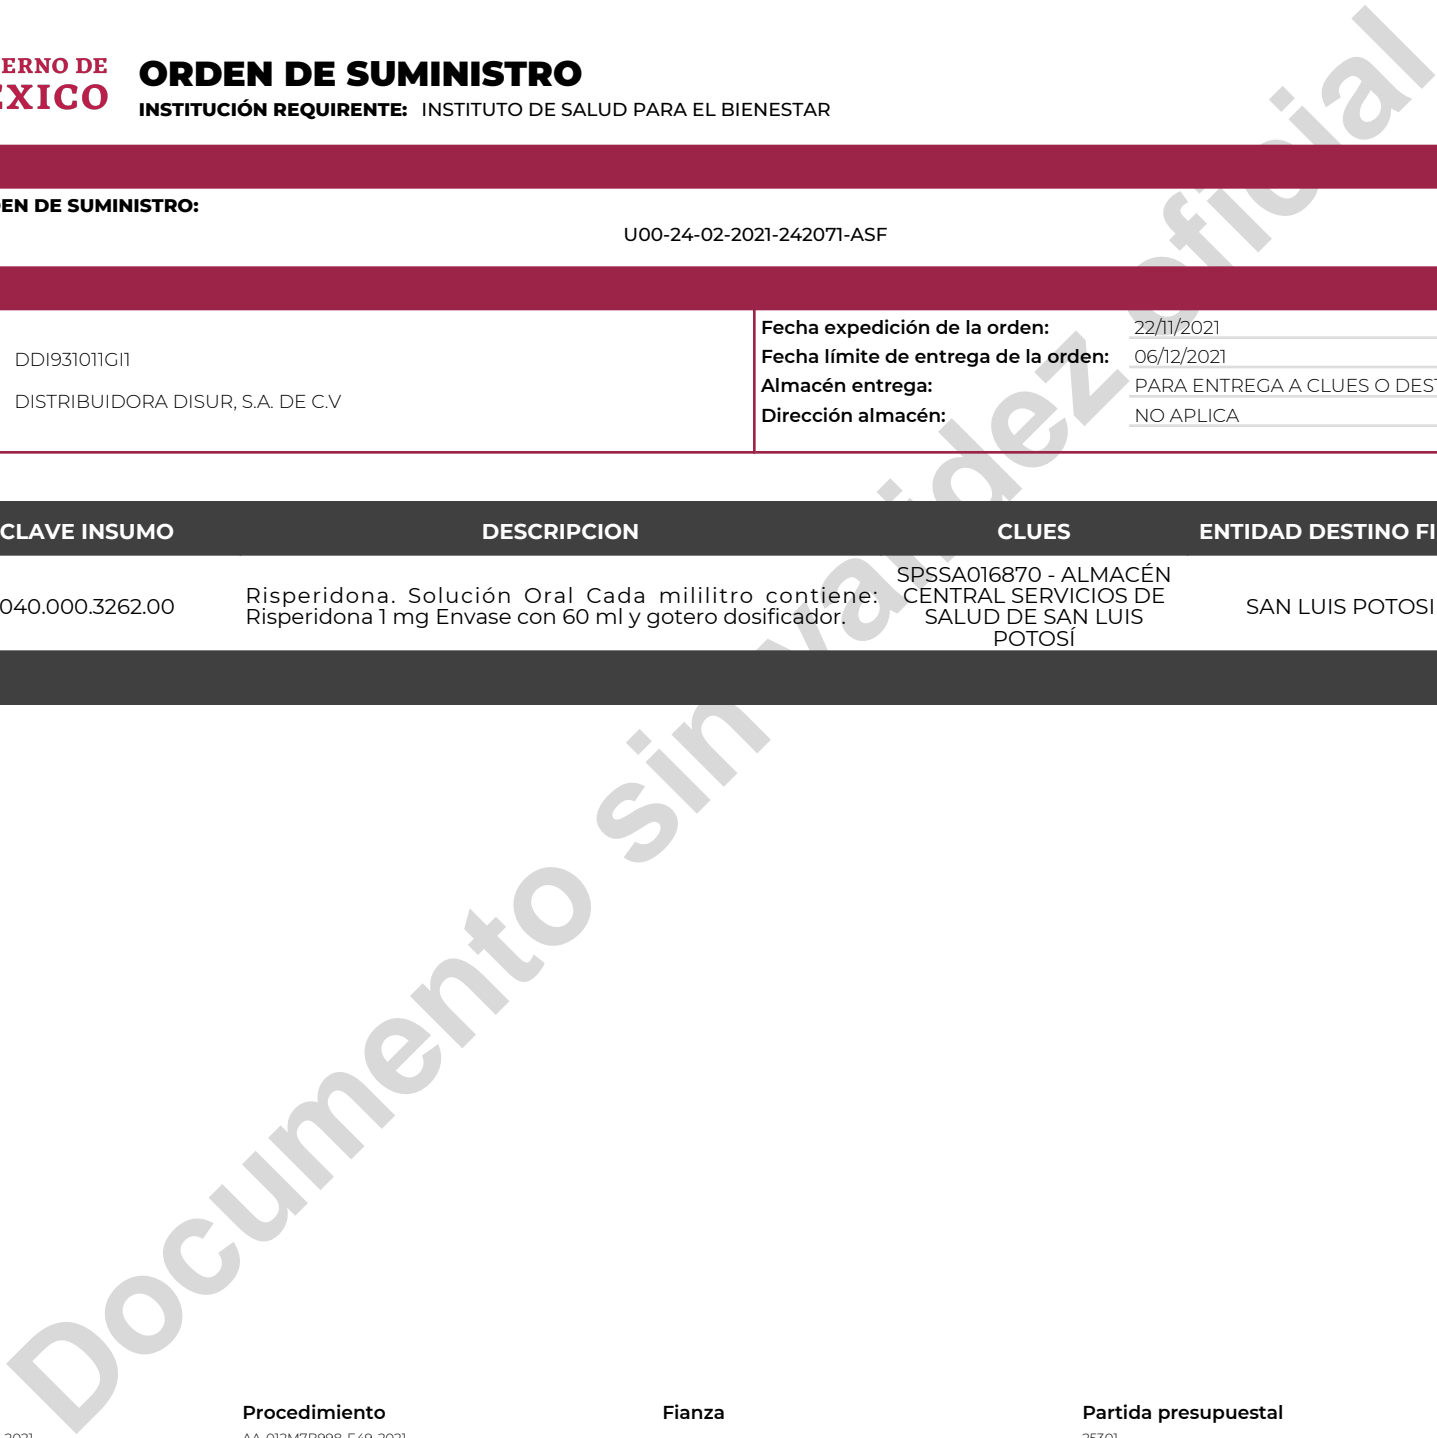 ERNO DE
EXICO
ORDEN DE SUMINISTRO
INSTITUCIÓN REQUIRENTE: INSTITUTO DE SALUD PARA EL BIENESTAR
EN DE SUMINISTRO:
U00-24-02-2021-242071-ASF
DDI931011GI1
DISTRIBUIDORA DISUR, S.A. DE C.V
Fecha expedición de la orden: 22/11/2021
Fecha límite de entrega de la orden: 06/12/2021
Almacén entrega: PARA ENTREGA A CLUES O DEST
Dirección almacén: NO APLICA
CLAVE INSUMO DESCRIPCION CLUES ENTIDAD DESTINO FI
040.000.3262.00
Risperidona. Solución Oral Cada mililitro contiene:
Risperidona 1 mg Envase con 60 ml y gotero dosificador.
SPSSA016870 - ALMACÉN
CENTRAL SERVICIOS DE
SALUD DE SAN LUIS
POTOSÍ
SAN LUIS POTOSI
Documento sin validez oficial
Procedimiento Fianza Partida presupuestal